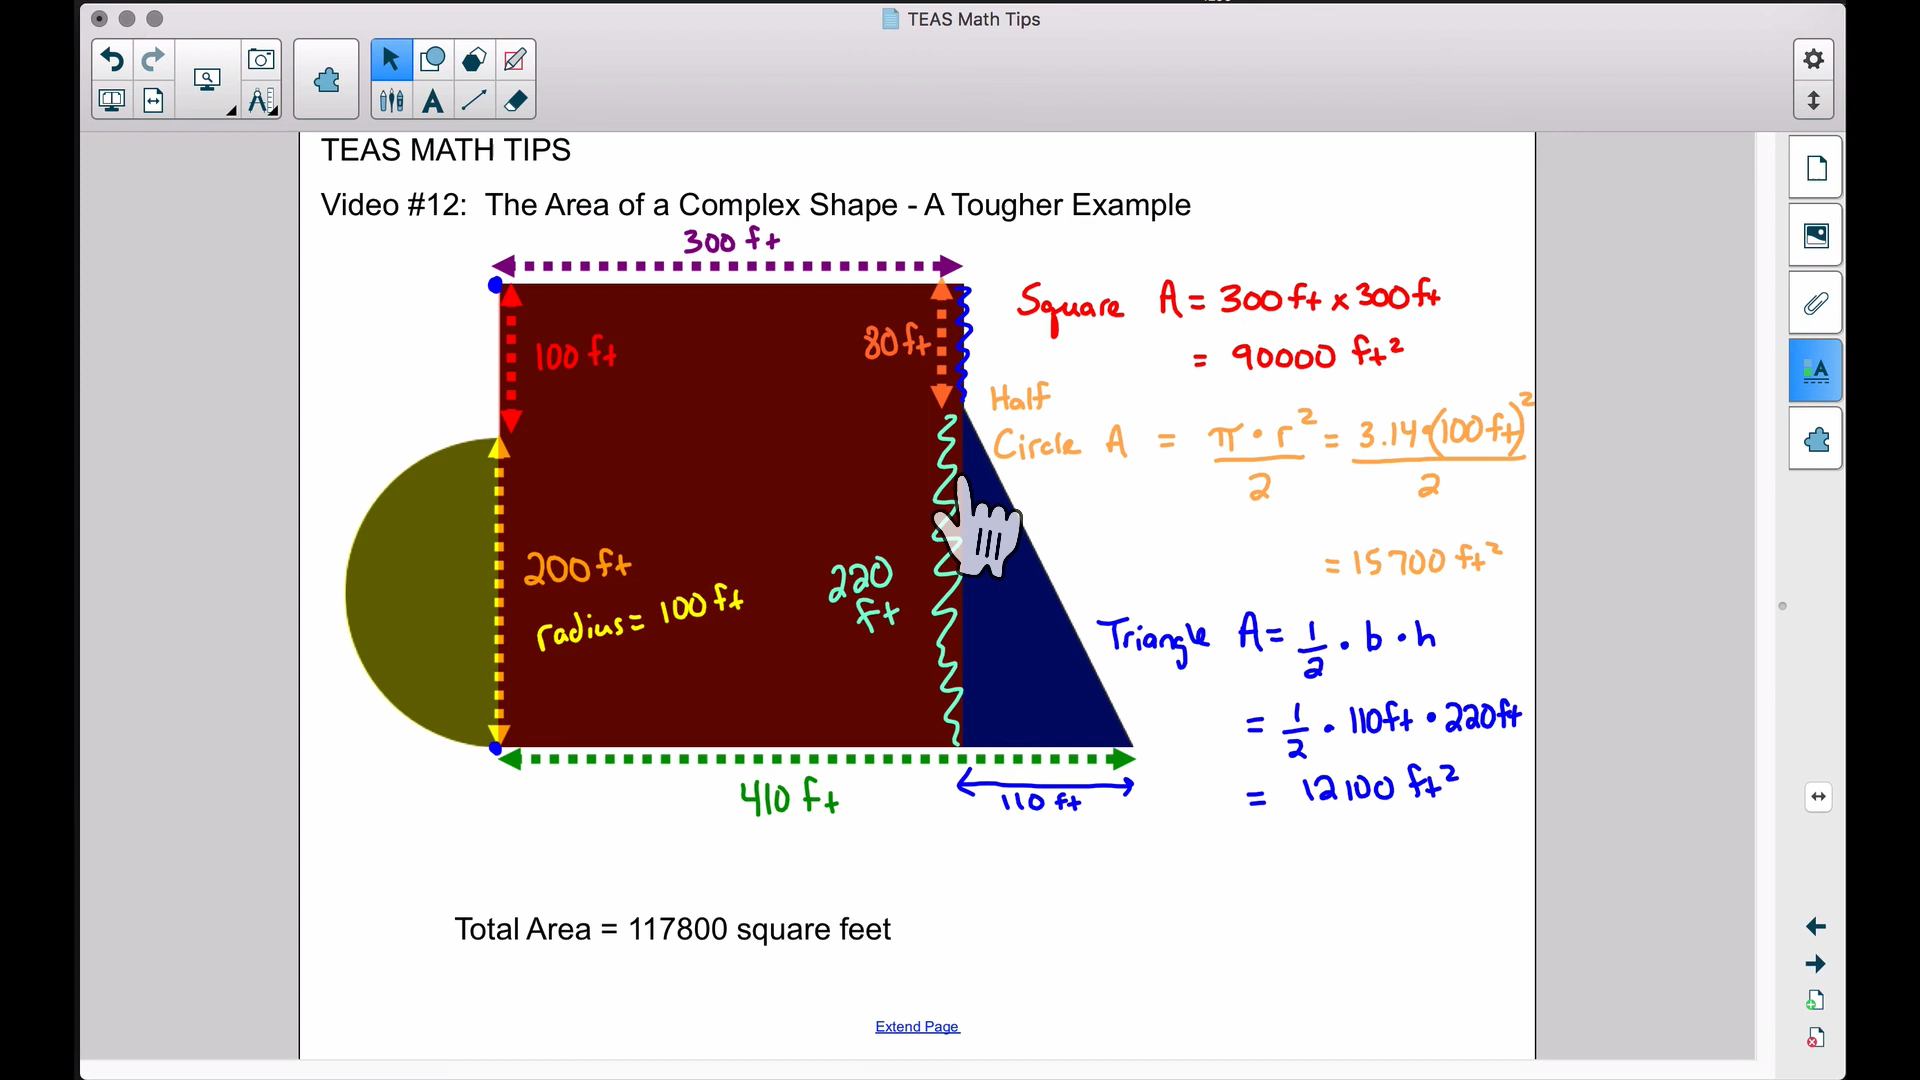 TEAS Math Tips
TEAS MATH TIPS
Video #12: The Area of a Complex Shape - A Tougher Example
300 ft
100 ft
80 ft
200 ft
radius= 100 ft
220
ft
410 ft
110 ft
Square A = 300 ft x 300 ft
= 90000 ft²
Half
Circle A = π • r² / 2 = 3.14 • (100 ft)² / 2
= 15700 ft²
Triangle A = 1/2 • b • h
= 1/2 • 110 ft • 220 ft
= 12100 ft²
Total Area = 117800 square feet
Extend Page